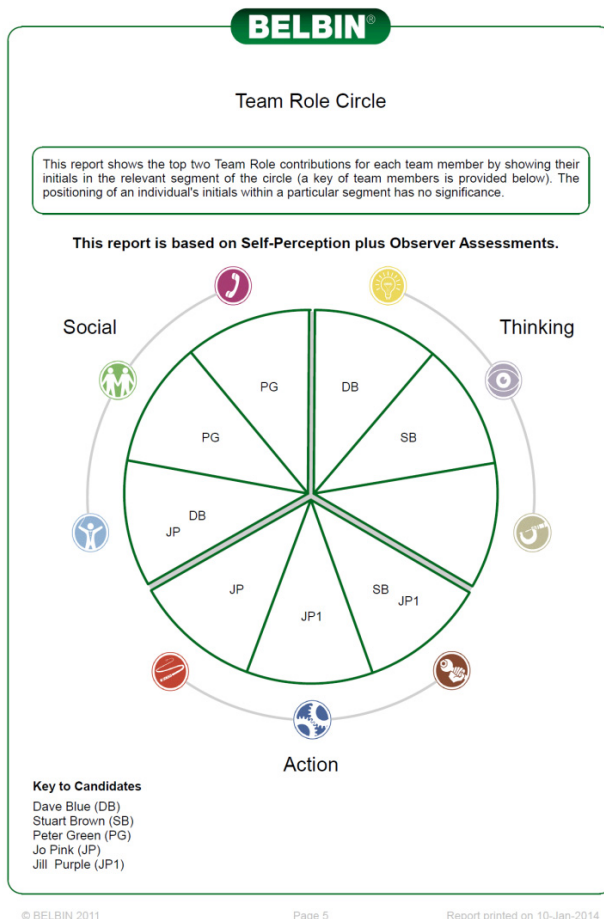 BELBIN®
Team Role Circle
This report shows the top two Team Role contributions for each team member by showing their
initials in the relevant segment of the circle (a key of team members is provided below). The
positioning of an individual's initials within a particular segment has no significance.
This report is based on Self-Perception plus Observer Assessments.
Social
Thinking
PG
DB
PG
SB
DB
JP
JP
SB
JP1
JP1
Action
Key to Candidates
Dave Blue (DB)
Stuart Brown (SB)
Peter Green (PG)
Jo Pink (JP)
Jill Purple (JP1)
© BELBIN 2011
Page 5
Report printed on 10-Jan-2014